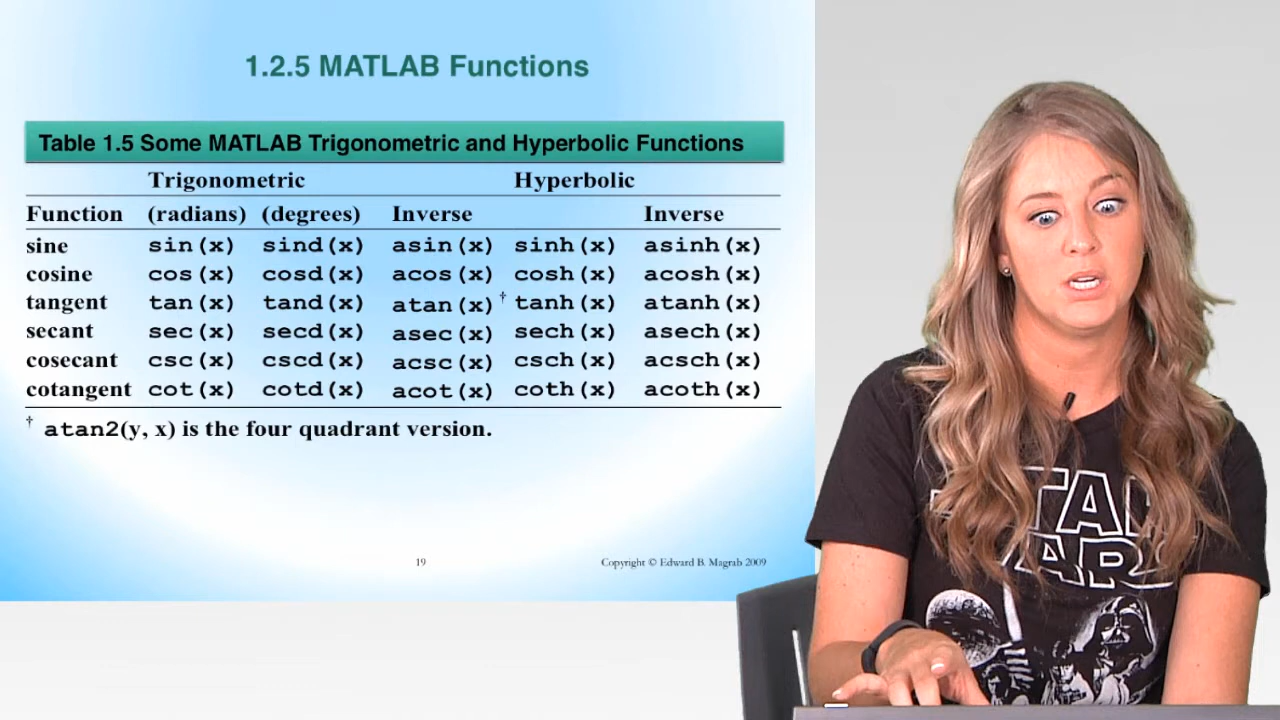 1.2.5 MATLAB Functions
Table 1.5 Some MATLAB Trigonometric and Hyperbolic Functions
Trigonometric Hyperbolic
Function (radians) (degrees) Inverse Inverse
sine sin(x) sind(x) asin(x) sinh(x) asinh(x)
cosine cos(x) cosd(x) acos(x) cosh(x) acosh(x)
tangent tan(x) tand(x) atan(x)† tanh(x) atanh(x)
secant sec(x) secd(x) asec(x) sech(x) asech(x)
cosecant csc(x) cscd(x) acsc(x) csch(x) acsch(x)
cotangent cot(x) cotd(x) acot(x) coth(x) acoth(x)
† atan2(y, x) is the four quadrant version.
19 Copyright © Edward B. Magrab 2009
STAR
WARS